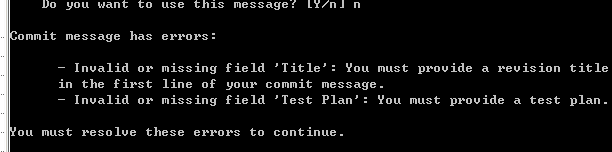 Do you want to use this message? [Y/n] n
Commit message has errors:
- Invalid or missing field 'Title': You must provide a revision title
in the first line of your commit message.
- Invalid or missing field 'Test Plan': You must provide a test plan.
You must resolve these errors to continue.